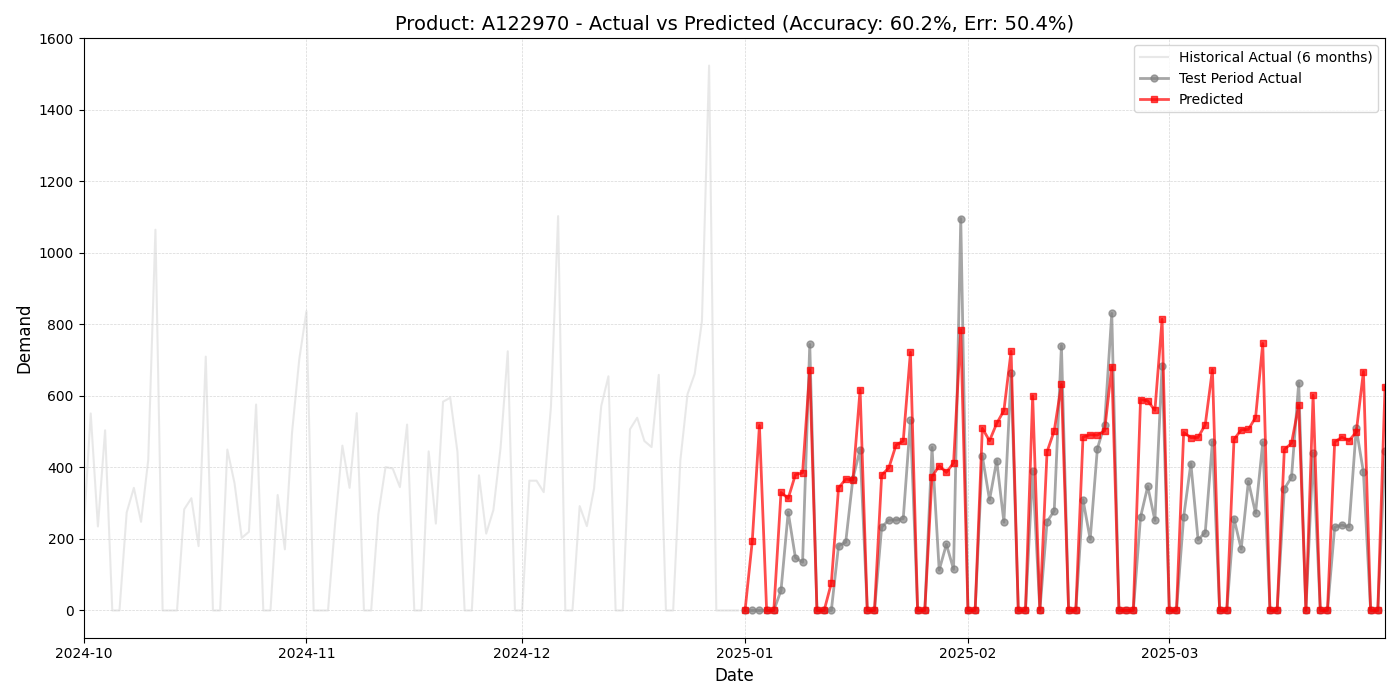 Product: A122970 - Actual vs Predicted (Accuracy: 60.2%, Err: 50.4%)
Historical Actual (6 months)
Test Period Actual
Predicted
1600
1400
1200
1000
800
600
400
200
0
Demand
2024-10
2024-11
2024-12
2025-01
2025-02
2025-03
Date